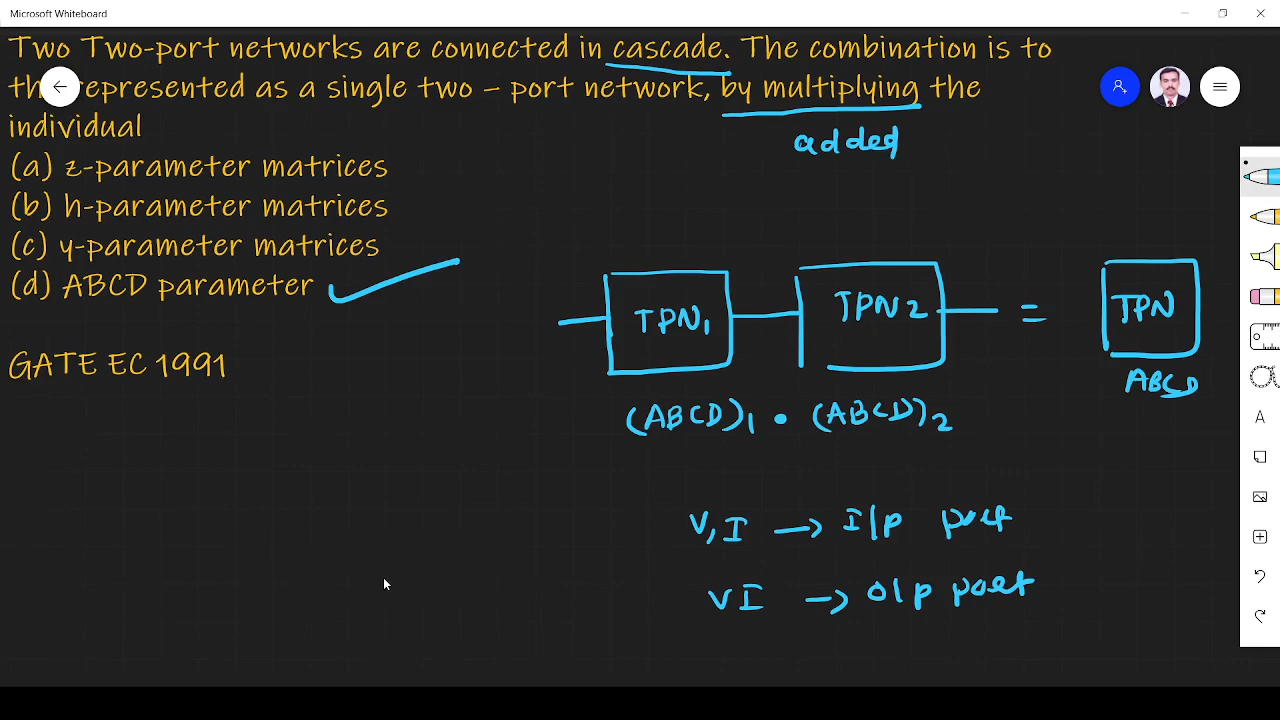 Microsoft Whiteboard
Two Two-port networks are connected in cascade. The combination is to
represented as a single two – port network, by multiplying the
individual
added
(a) z-parameter matrices
(b) h-parameter matrices
(c) y-parameter matrices
(d) ABCD parameter
GATE EC 1991
TPN1 TPN2 = TPN
ABCD
(ABCD)1 • (ABCD)2
V, I → I/p port
V I → O/p port
A